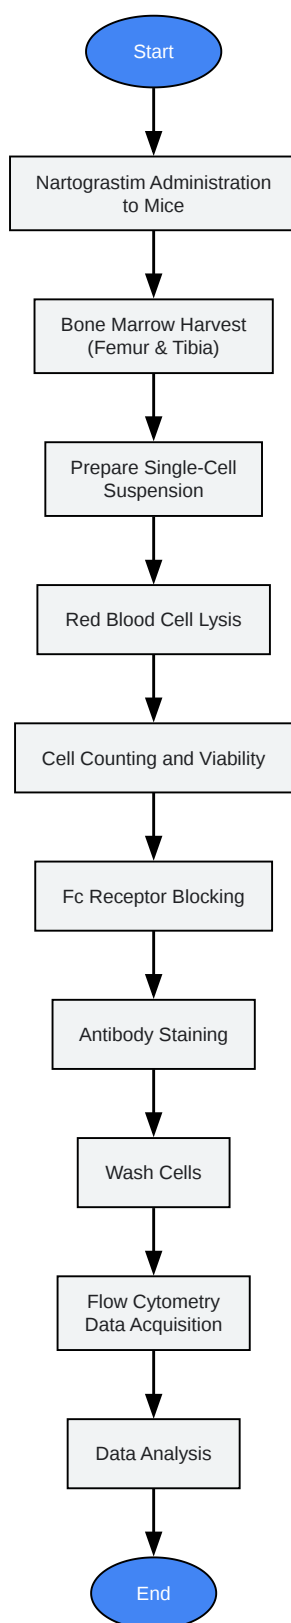 Start
Nartograstim Administration
to Mice
Bone Marrow Harvest
(Femur & Tibia)
Prepare Single-Cell
Suspension
Red Blood Cell Lysis
Cell Counting and Viability
Fc Receptor Blocking
Antibody Staining
Wash Cells
Flow Cytometry
Data Acquisition
Data Analysis
End